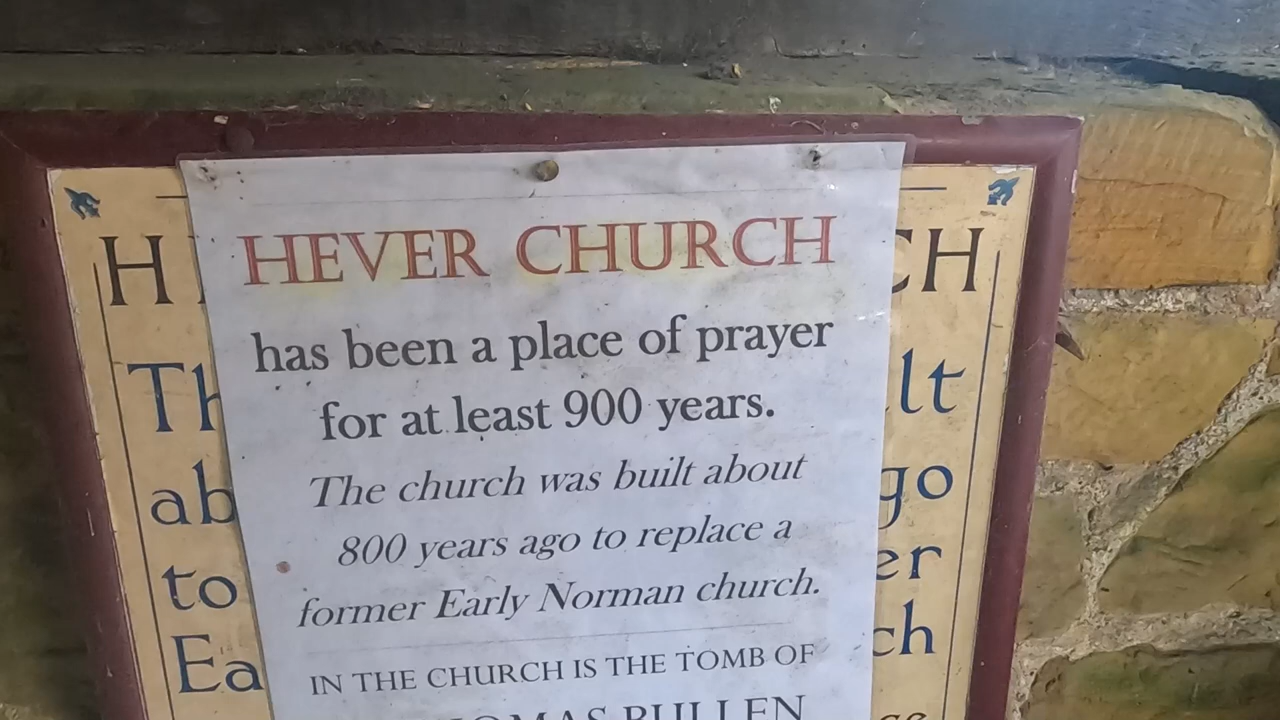 HEVER CHURCH
has been a place of prayer
for at least 900 years.
The church was built about
800 years ago to replace a
former Early Norman church.
IN THE CHURCH IS THE TOMB OF
BULLEN